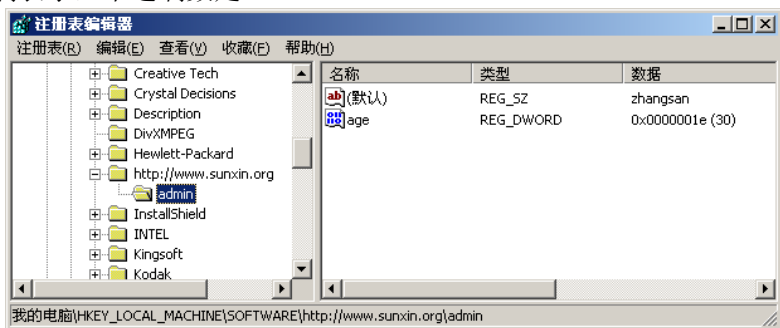 注册表编辑器
注册表(R) 编辑(E) 查看(V) 收藏(F) 帮助(H)
Creative Tech
Crystal Decisions
Description
DivXMPEG
Hewlett-Packard
http://www.sunxin.org
admin
InstallShield
INTEL
Kingsoft
Kodak
名称 类型 数据
ab (默认) REG_SZ zhangsan
age REG_DWORD 0x0000001e (30)
我的电脑\HKEY_LOCAL_MACHINE\SOFTWARE\http://www.sunxin.org\admin